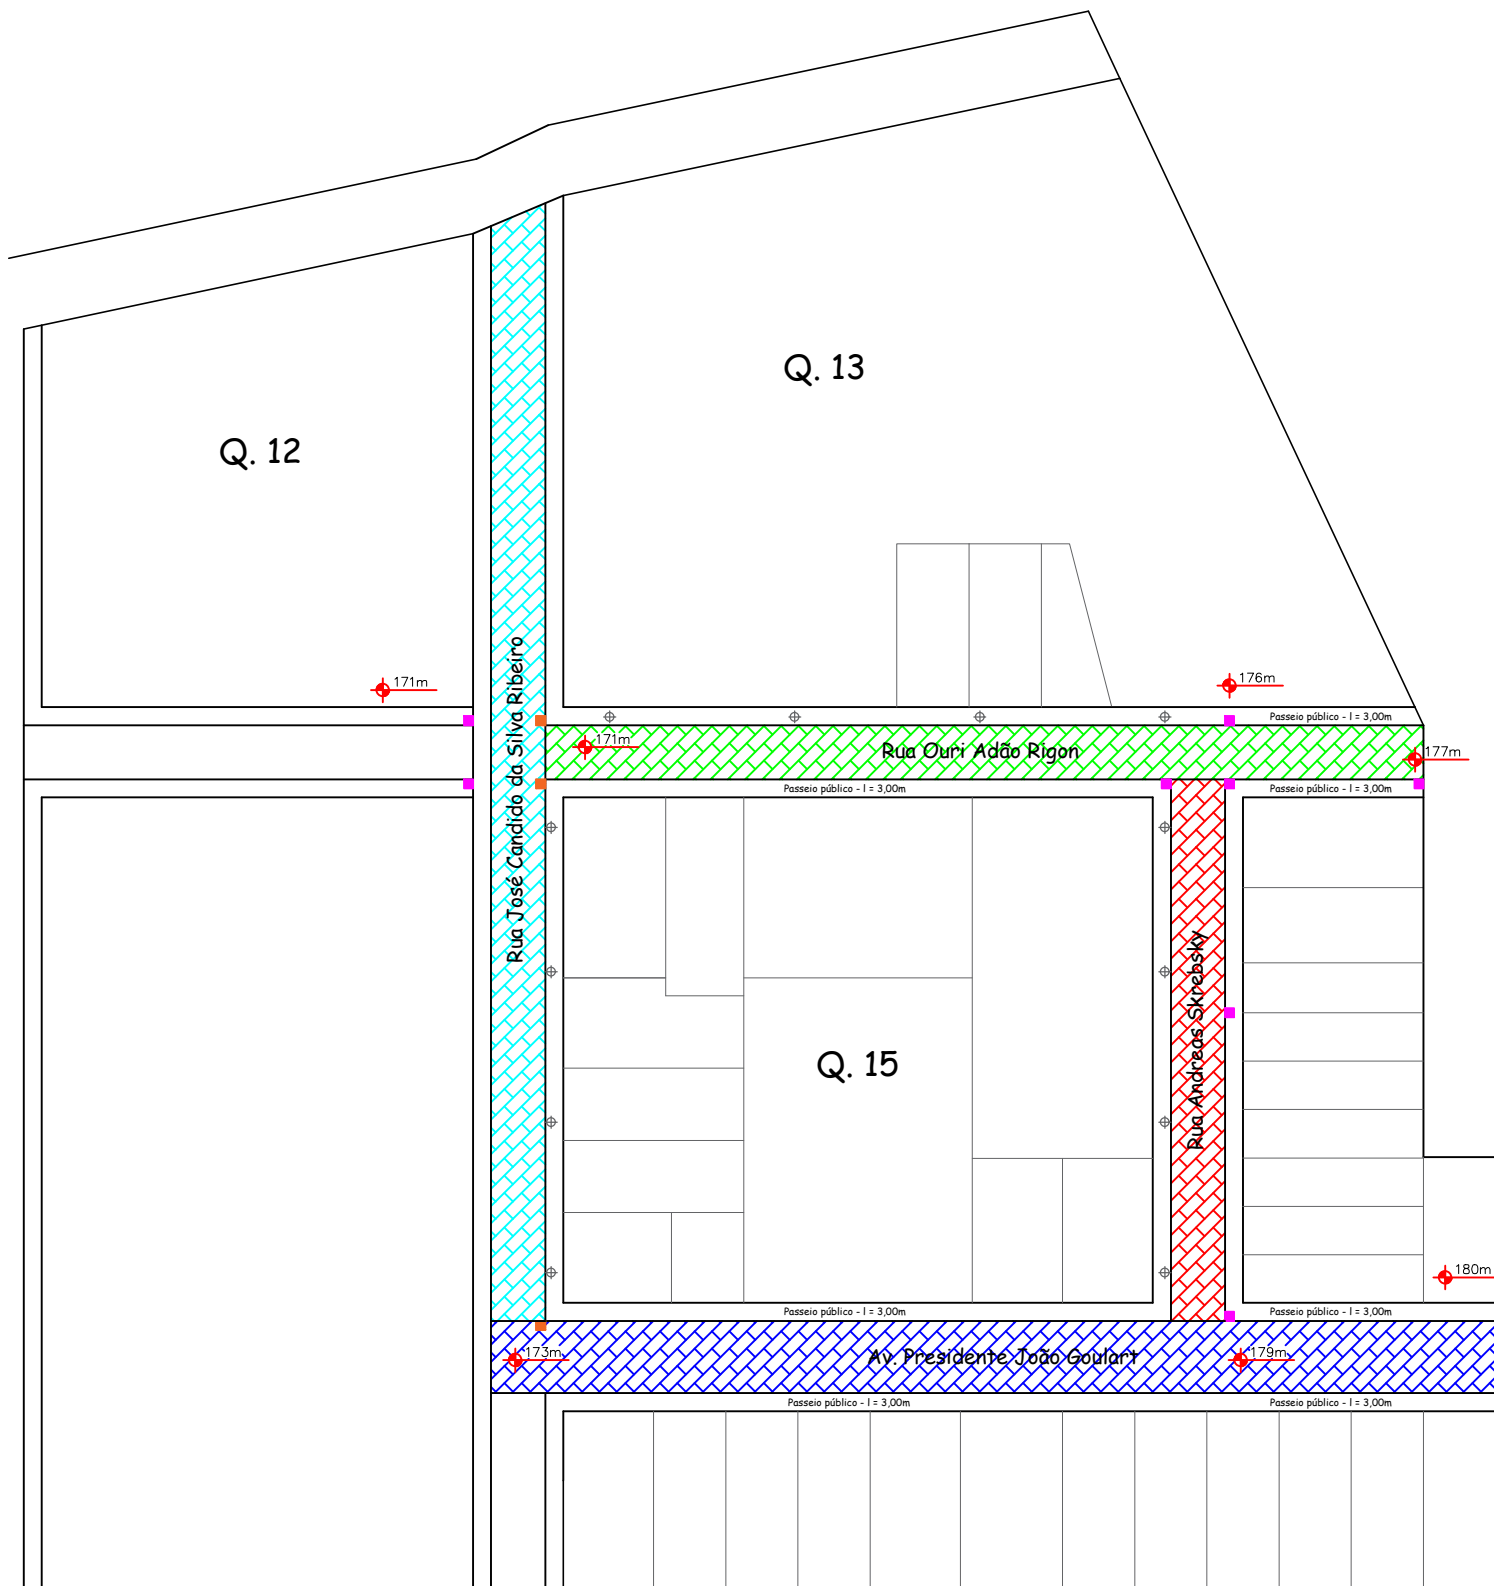 Q. 13
Q. 12
Rua José Candido da Silva Ribeiro
171m
176m
Passeio público - l = 3,00m
171m
Rua Ouri Adão Rigon
177m
Passeio público - l = 3,00m
Passeio público - l = 3,00m
Rua Andreas Skrebsky
Q. 15
180m
Passeio público - l = 3,00m
Passeio público - l = 3,00m
173m
Av. Presidente João Goulart
179m
Passeio público - l = 3,00m
Passeio público - l = 3,00m